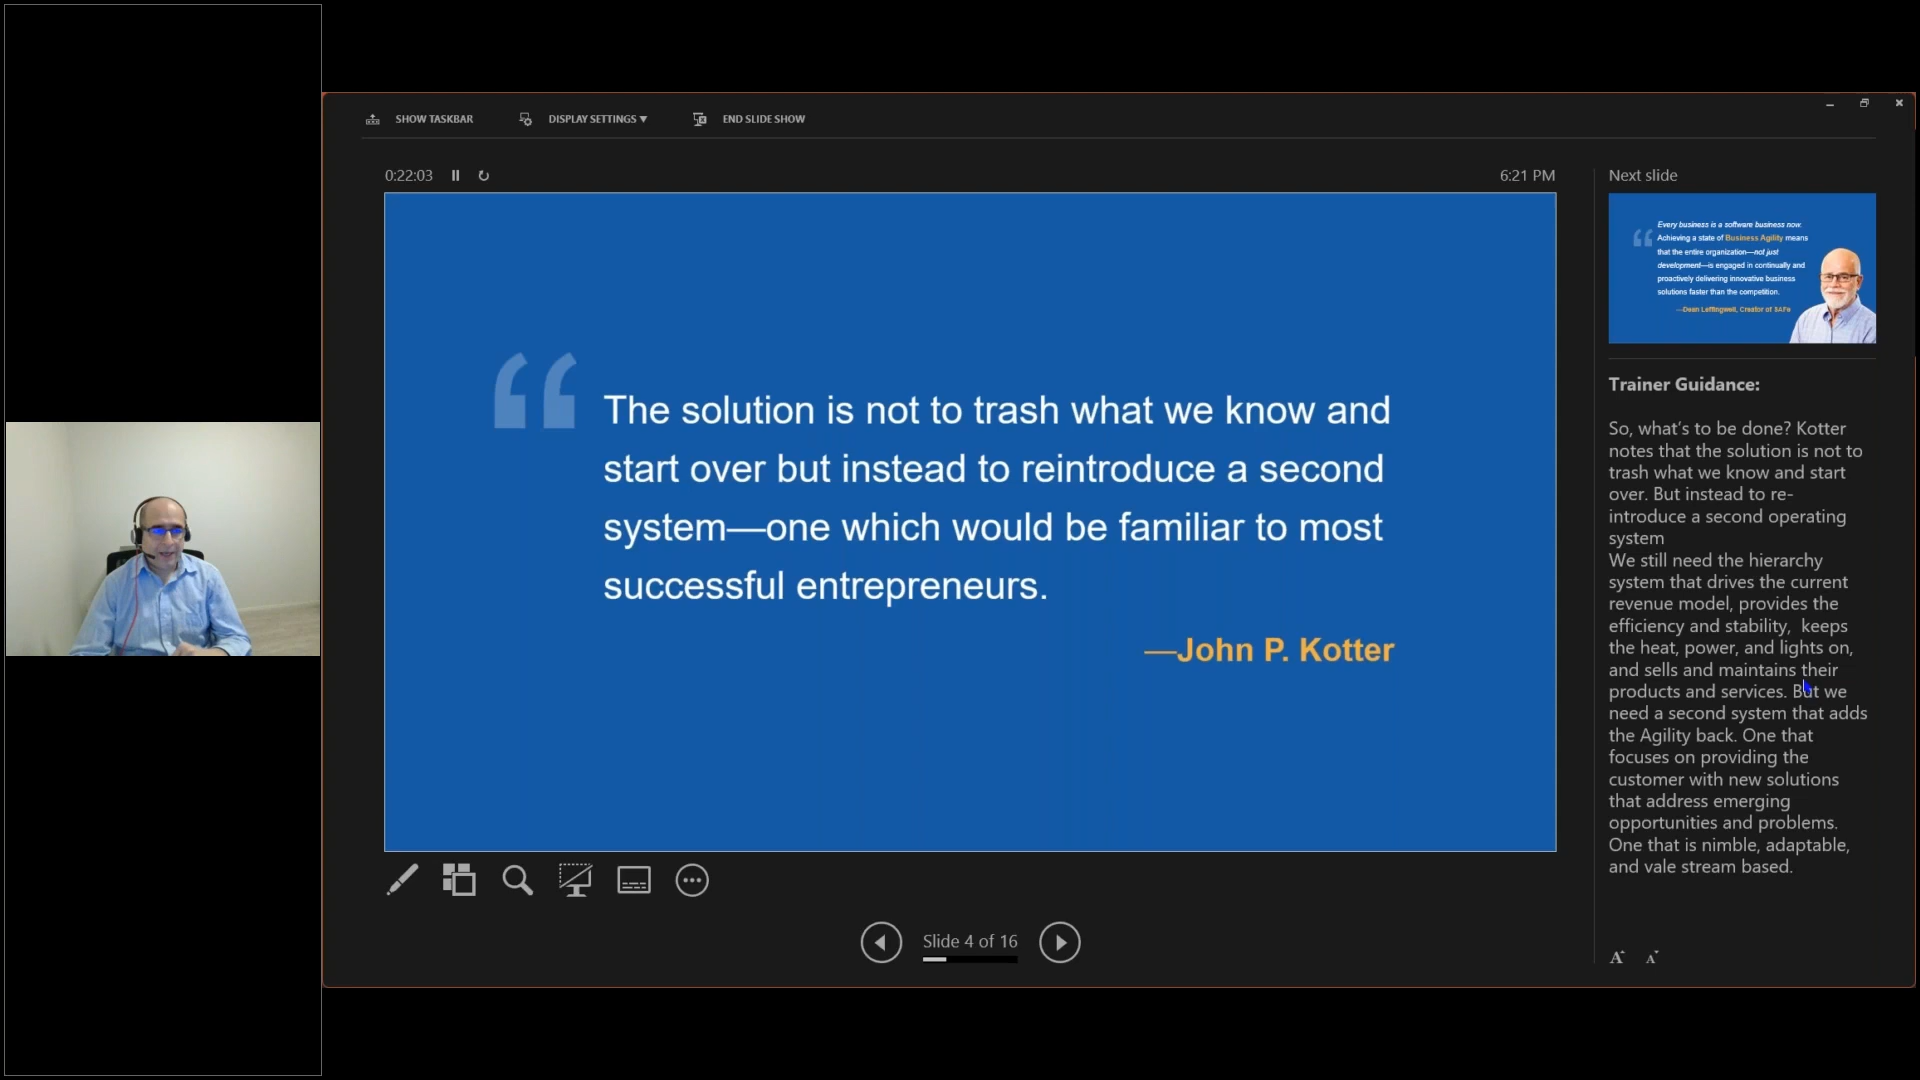 SHOW TASKBAR
DISPLAY SETTINGS ▼
END SLIDE SHOW
0:22:03
6:21 PM
“
The solution is not to trash what we know and
start over but instead to reintroduce a second
system—one which would be familiar to most
successful entrepreneurs.
—John P. Kotter
Slide 4 of 16
Next slide
“
Every business is a software business now.
Achieving a state of Business Agility means
that the entire organization—not just
development—is engaged in continually and
proactively delivering innovative business
solutions faster than the competition.
—Dean Leffingwell, Creator of SAFe
Trainer Guidance:
So, what's to be done? Kotter
notes that the solution is not to
trash what we know and start
over. But instead to re-
introduce a second operating
system
We still need the hierarchy
system that drives the current
revenue model, provides the
efficiency and stability,  keeps
the heat, power, and lights on,
and sells and maintains their
products and services. But we
need a second system that adds
the Agility back. One that
focuses on providing the
customer with new solutions
that address emerging
opportunities and problems.
One that is nimble, adaptable,
and vale stream based.
A A